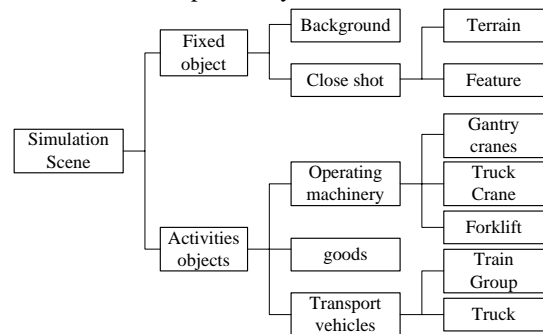 Background
Terrain
Fixed
object
Close shot
Feature
Simulation
Scene
Gantry
cranes
Operating
machinery
Truck
Crane
Forklift
Activities
objects
goods
Train
Group
Transport
vehicles
Truck